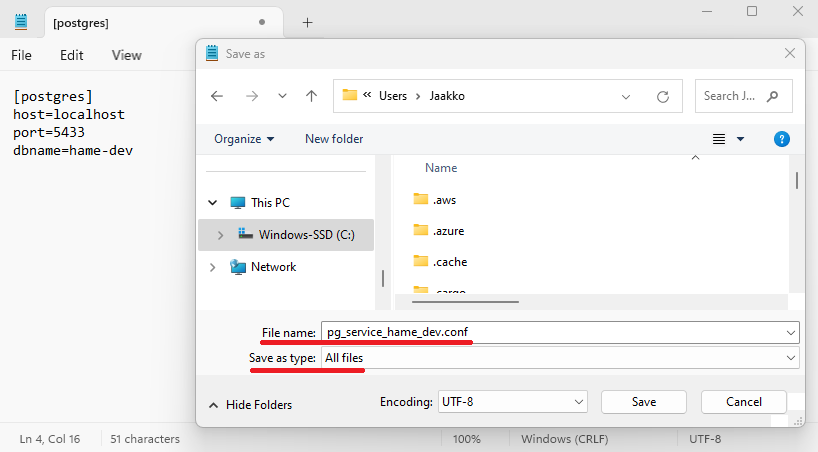 [postgres]
File Edit View
[postgres]
host=localhost
port=5433
dbname=hame-dev
Save as
« Users > Jaakko
Search J...
Organize
New folder
Name
This PC
Windows-SSD (C:)
Network
.aws
.azure
.cache
.cargo
File name: pg_service_hame_dev.conf
Save as type: All files
Hide Folders
Encoding: UTF-8
Save
Cancel
Ln 4, Col 16
51 characters
100%
Windows (CRLF)
UTF-8